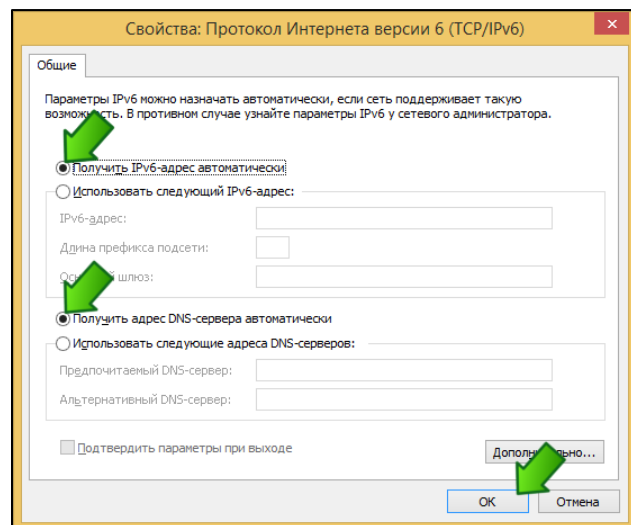 Свойства: Протокол Интернета версии 6 (TCP/IPv6)
Общие
Параметры IPv6 можно назначать автоматически, если сеть поддерживает такую
возможность. В противном случае узнайте параметры IPv6 у сетевого администратора.
Получить IPv6-адрес автоматически
Использовать следующий IPv6-адрес:
IPv6-адрес:
Длина префикса подсети:
Основной шлюз:
Получить адрес DNS-сервера автоматически
Использовать следующие адреса DNS-серверов:
Предпочитаемый DNS-сервер:
Альтернативный DNS-сервер:
Подтвердить параметры при выходе
Дополнительно...
ОК
Отмена